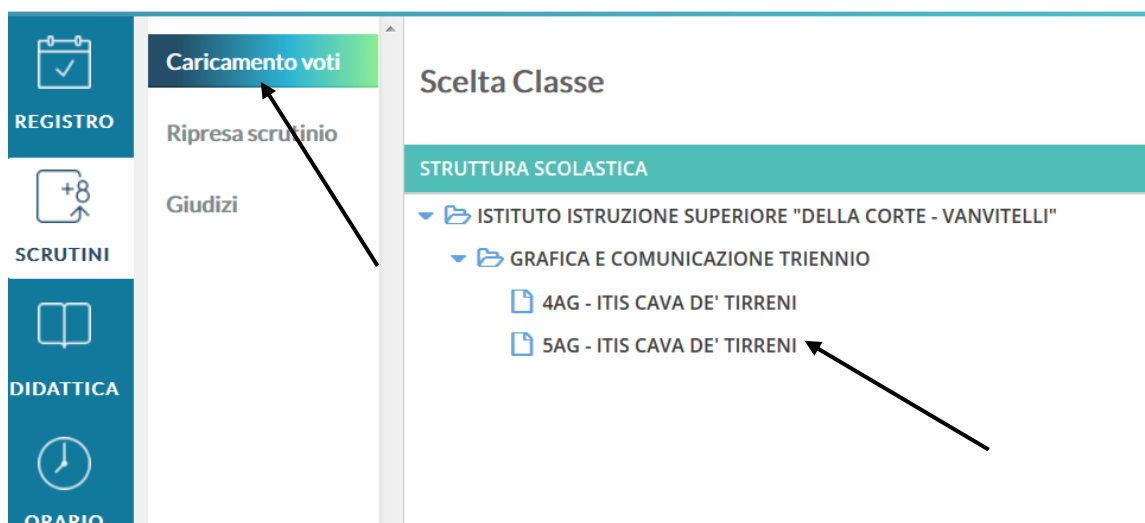 REGISTRO
+8
SCRUTINI
DIDATTICA
ORARIO
Caricamento voti
Ripresa scrutinio
Giudizi
Scelta Classe
STRUTTURA SCOLASTICA
ISTITUTO ISTRUZIONE SUPERIORE "DELLA CORTE - VANVITELLI"
GRAFICA E COMUNICAZIONE TRIENNIO
4AG - ITIS CAVA DE' TIRRENI
5AG - ITIS CAVA DE' TIRRENI